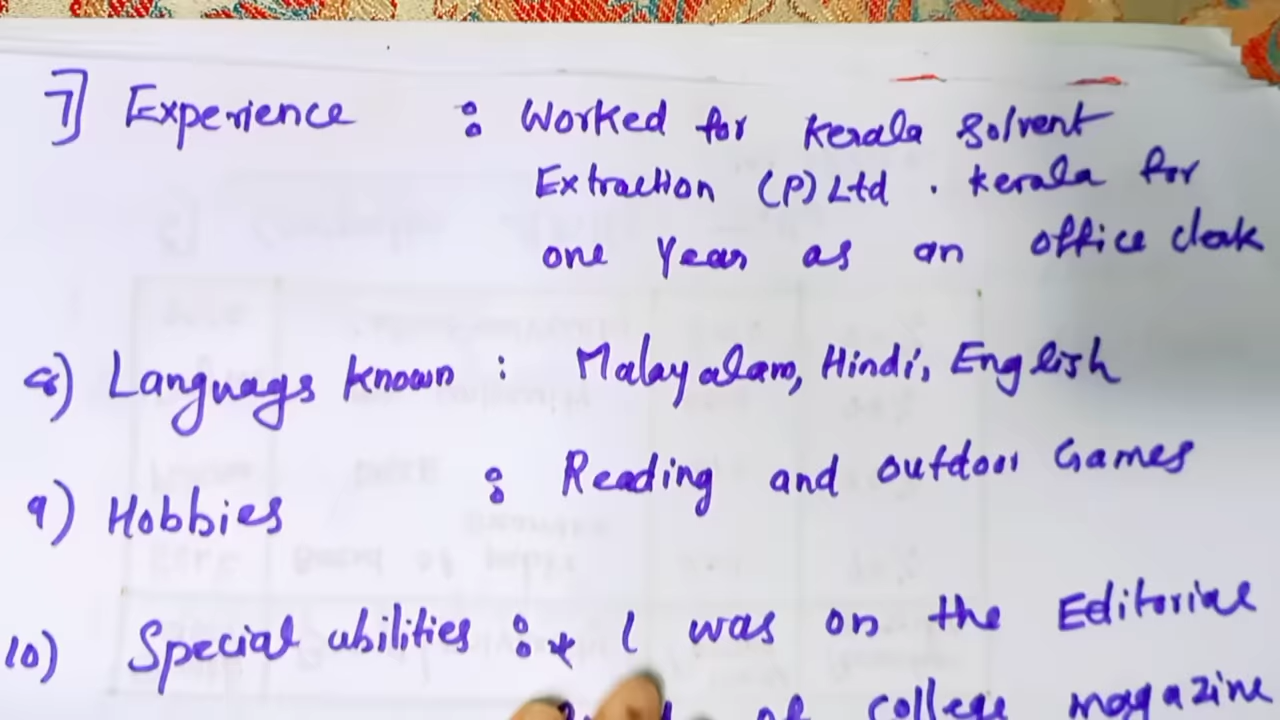 7] Experience : Worked for Kerala Solvent
Extraction (P) Ltd. Kerala for
one Year as an office clerk
8) Languags known : Malayalam, Hindi, English
9) Hobbies : Reading and outdoor Games
10) Special abilities : * I was on the Editorial
of college magazine